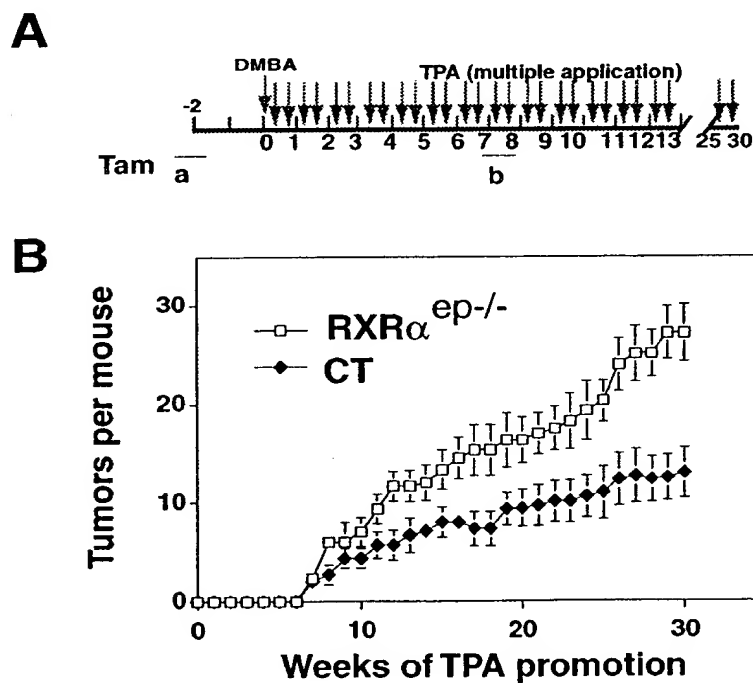 A
DMBA
TPA (multiple application)
-2
0 1 2 3 4 5 6 7 8 9 10 11 12 13 25 30
Tam a b
B
Tumors per mouse
30
20
10
0
RXRα ep-/-
CT
0 10 20 30
Weeks of TPA promotion